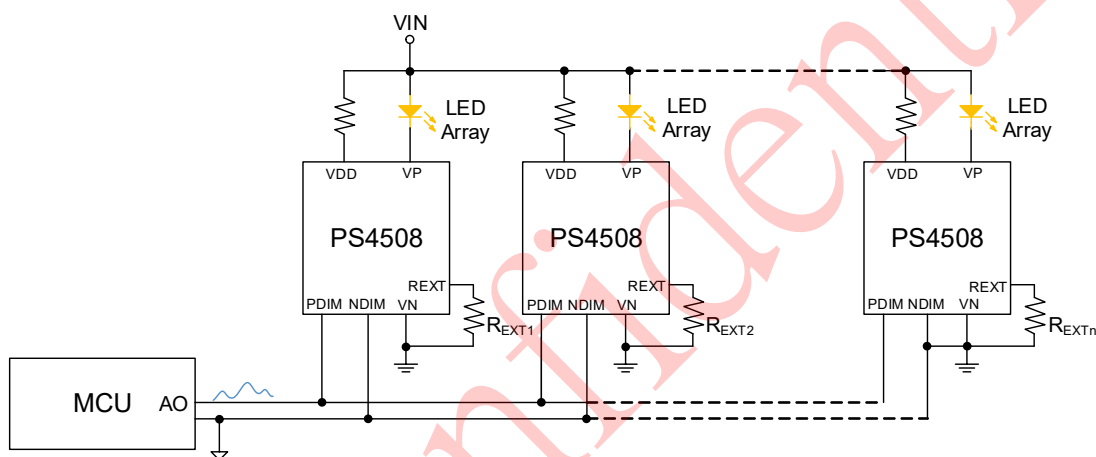 VIN
LED
Array
LED
Array
LED
Array
VDD
VP
VDD
VP
VDD
VP
PS4508
PS4508
PS4508
REXT
REXT
REXT
PDIM NDIM VN
PDIM NDIM VN
PDIM NDIM VN
REXT1
REXT2
REXTn
MCU AO
nfidenti